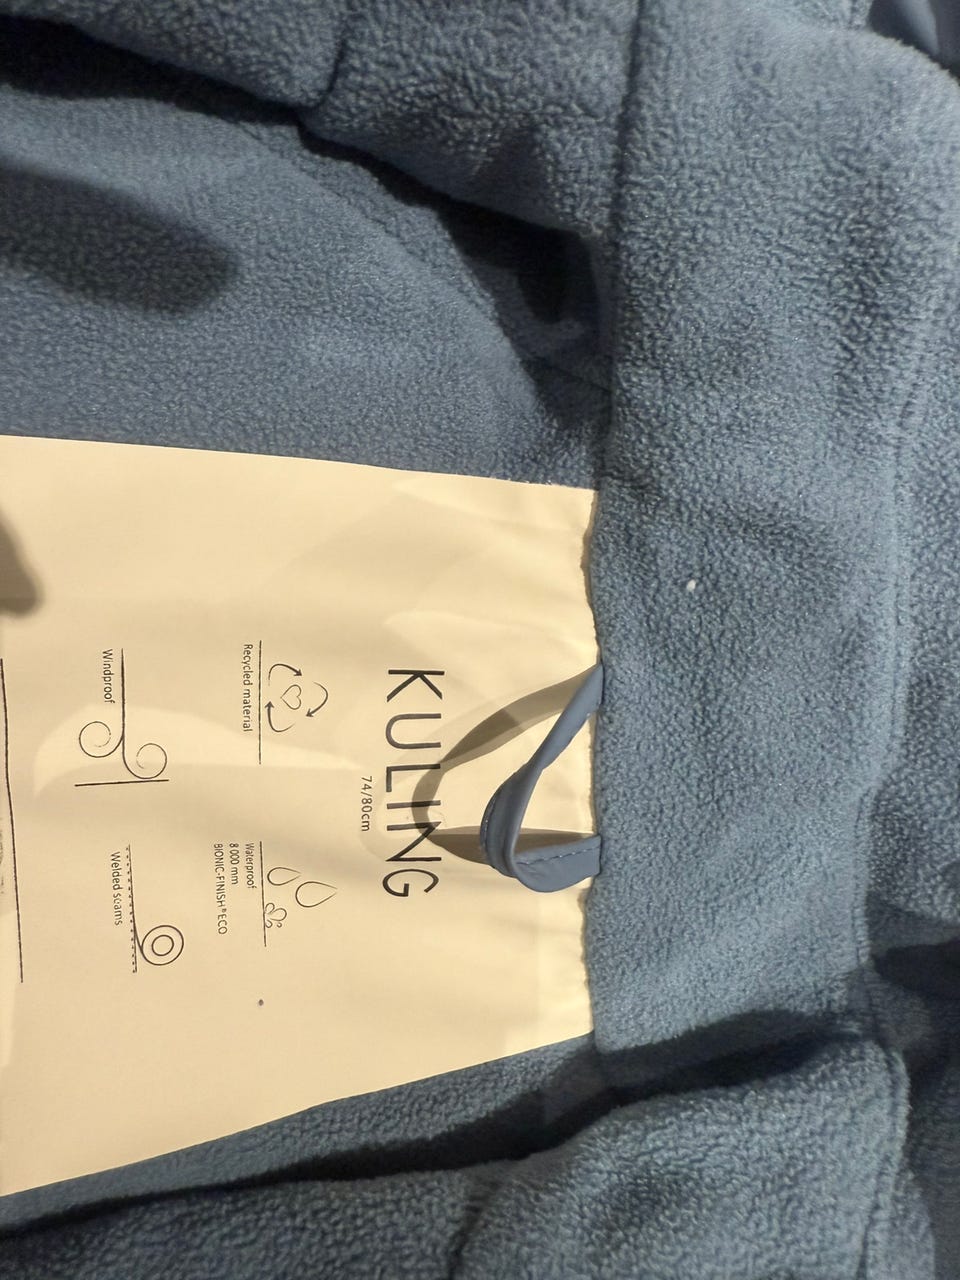 KULING
74/80cm
Recycled material
Waterproof
8 000 mm
BIONIC-FINISH®ECO
Windproof
Welded seams